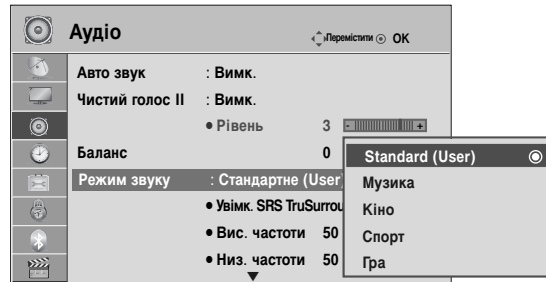 Аудіо Перемістити OK
Авто звук : Вимк.
Чистий голос II : Вимк.
• Рівень 3 - +
Баланс 0
Режим звуку : Стандартне (User)
• Увімк. SRS TruSurrou
• Вис. частоти 50
• Низ. частоти 50
Standard (User)
Музика
Кіно
Спорт
Гра